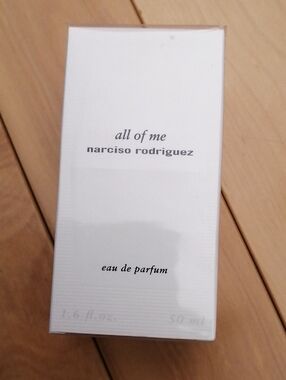 all of me
narciso rodriguez
eau de parfum
1.6 fl.oz. 50 ml